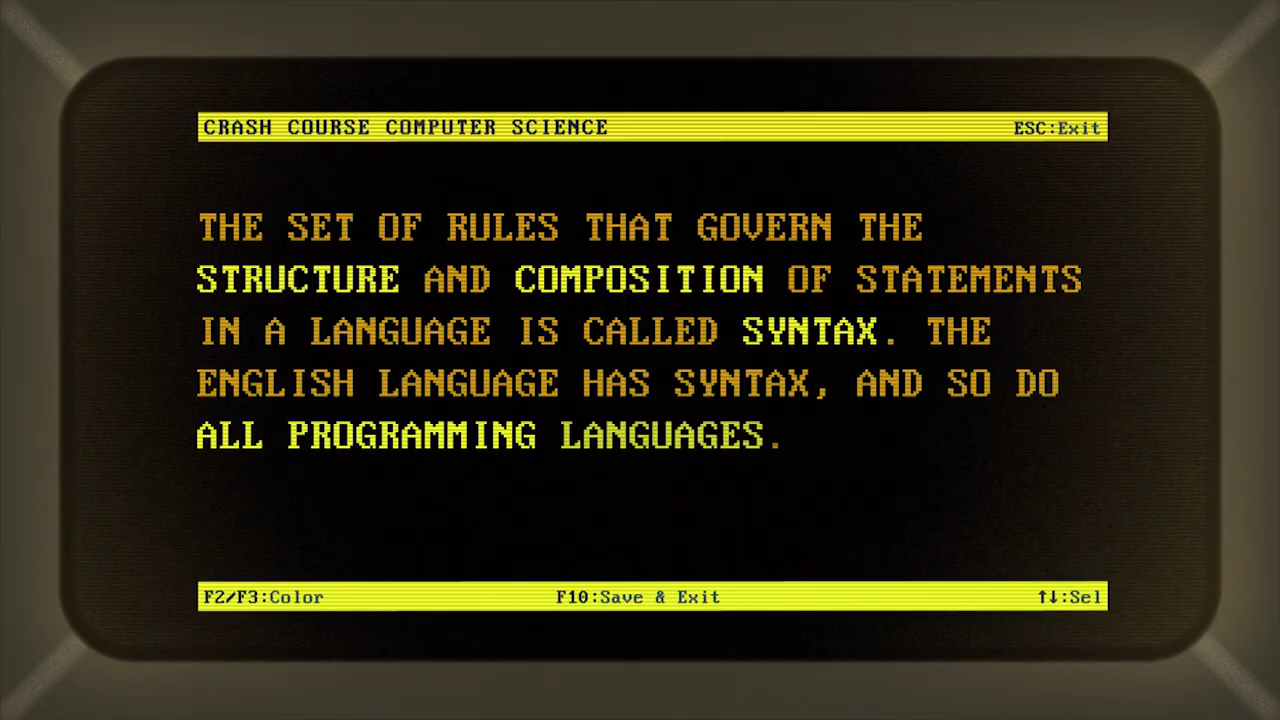 CRASH COURSE COMPUTER SCIENCE ESC:Exit
THE SET OF RULES THAT GOVERN THE
STRUCTURE AND COMPOSITION OF STATEMENTS
IN A LANGUAGE IS CALLED SYNTAX. THE
ENGLISH LANGUAGE HAS SYNTAX, AND SO DO
ALL PROGRAMMING LANGUAGES.
F2/F3:Color F10:Save & Exit ↑↓:Sel